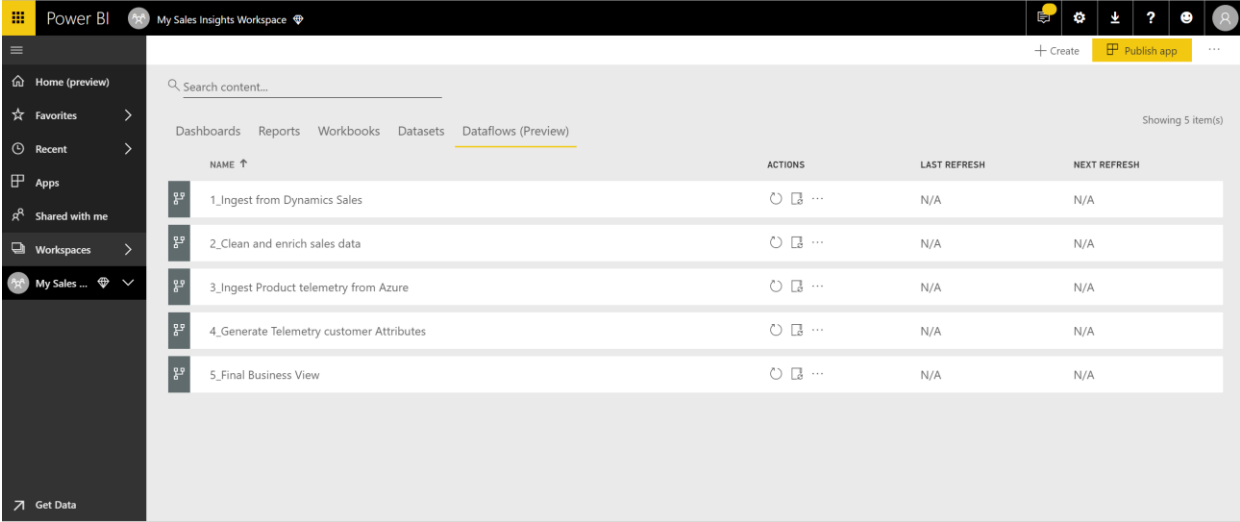 Power BI My Sales Insights Workspace ?
Create Publish app ...
Home (preview)
Search content...
Favorites
Showing 5 item(s)
Dashboards Reports Workbooks Datasets Dataflows (Preview)
Recent
NAME ACTIONS LAST REFRESH NEXT REFRESH
Apps
1_Ingest from Dynamics Sales ... N/A N/A
Shared with me
2_Clean and enrich sales data ... N/A N/A
Workspaces
My Sales ...
3_Ingest Product telemetry from Azure ... N/A N/A
4_Generate Telemetry customer Attributes ... N/A N/A
5_Final Business View ... N/A N/A
Get Data